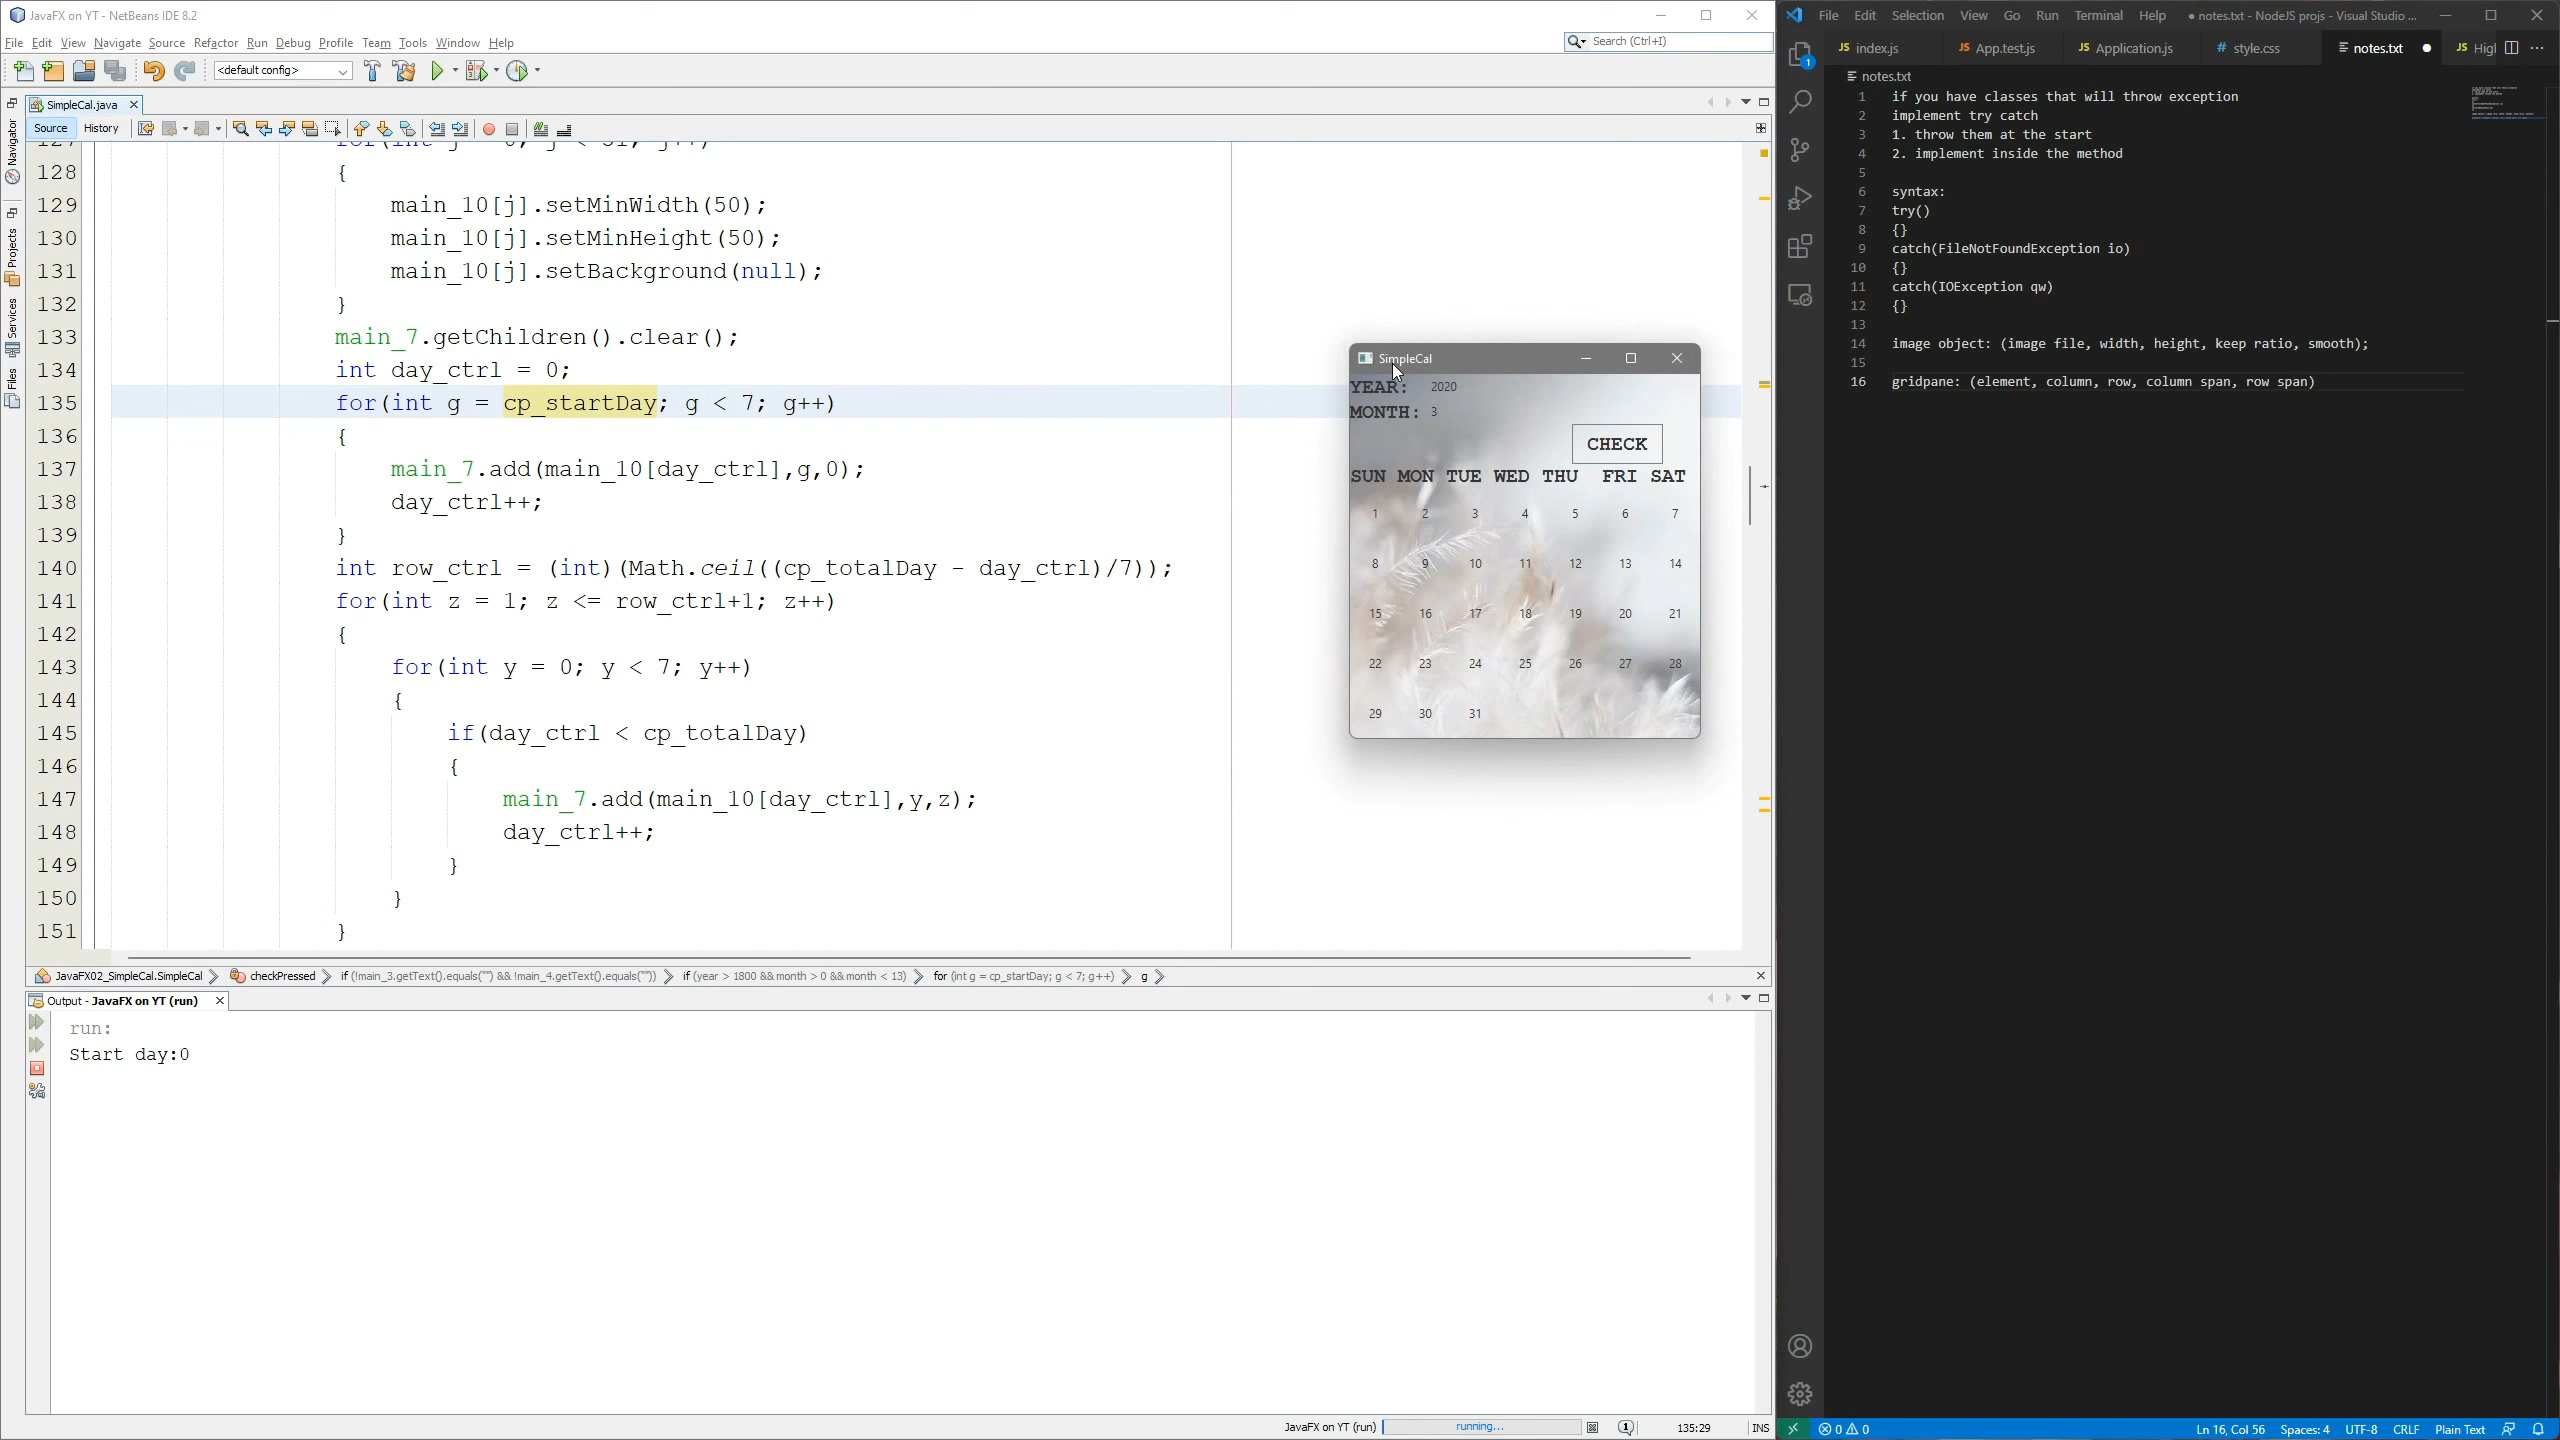 JavaFX on YT - NetBeans IDE 8.2
File Edit View Navigate Source Refactor Run Debug Profile Team Tools Window Help
Search (Ctrl+I)
<default config>
SimpleCal.java
Source History
Navigator
Projects
Services
Files
128 {
129 main_10[j].setMinWidth(50);
130 main_10[j].setMinHeight(50);
131 main_10[j].setBackground(null);
132 }
133 main_7.getChildren().clear();
134 int day_ctrl = 0;
135 for(int g = cp_startDay; g < 7; g++)
136 {
137 main_7.add(main_10[day_ctrl],g,0);
138 day_ctrl++;
139 }
140 int row_ctrl = (int)(Math.ceil((cp_totalDay - day_ctrl)/7));
141 for(int z = 1; z <= row_ctrl+1; z++)
142 {
143 for(int y = 0; y < 7; y++)
144 {
145 if(day_ctrl < cp_totalDay)
146 {
147 main_7.add(main_10[day_ctrl],y,z);
148 day_ctrl++;
149 }
150 }
151 }
SimpleCal
YEAR: 2020
MONTH: 3
CHECK
SUN MON TUE WED THU FRI SAT
1 2 3 4 5 6 7
8 9 10 11 12 13 14
15 16 17 18 19 20 21
22 23 24 25 26 27 28
29 30 31
JavaFX02_SimpleCal.SimpleCal checkPressed if (!main_3.getText().equals("") && !main_4.getText().equals("")) if (year > 1800 && month > 0 && month < 13) for (int g = cp_startDay; g < 7; g++) g
Output - JavaFX on YT (run)
run:
Start day:0
JavaFX on YT (run) running... 1 135:29 INS
File Edit Selection View Go Run Terminal Help ● notes.txt - NodeJS projs - Visual Studio ...
JS index.js JS App.test.js JS Application.js # style.css notes.txt JS Higl
1
notes.txt
1 if you have classes that will throw exception
2 implement try catch
3 1. throw them at the start
4 2. implement inside the method
5
6 syntax:
7 try()
8 {}
9 catch(FileNotFoundException io)
10 {}
11 catch(IOException qw)
12 {}
13
14 image object: (image file, width, height, keep ratio, smooth);
15
16 gridpane: (element, column, row, column span, row span)
0 0 Ln 16, Col 56 Spaces: 4 UTF-8 CRLF Plain Text